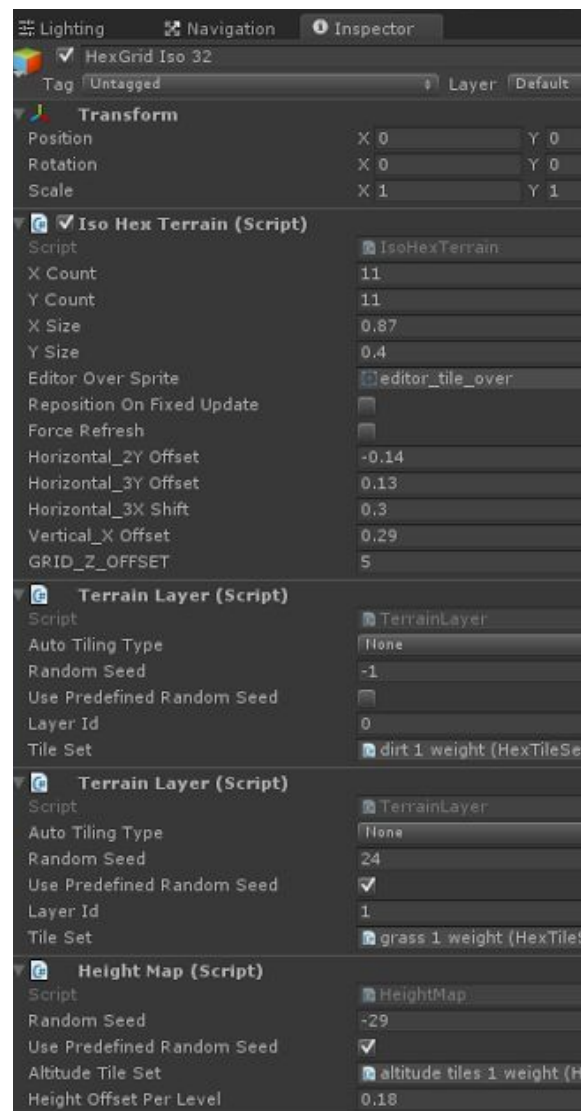 Lighting Navigation Inspector
HexGrid Iso 32
Tag Untagged Layer Default
Transform
Position X 0 Y 0
Rotation X 0 Y 0
Scale X 1 Y 1
Iso Hex Terrain (Script)
Script IsoHexTerrain
X Count 11
Y Count 11
X Size 0.87
Y Size 0.4
Editor Over Sprite editor_tile_over
Reposition On Fixed Update
Force Refresh
Horizontal_2Y Offset -0.14
Horizontal_3Y Offset 0.13
Horizontal_3X Shift 0.3
Vertical_X Offset 0.29
GRID_Z_OFFSET 5
Terrain Layer (Script)
Script TerrainLayer
Auto Tiling Type None
Random Seed -1
Use Predefined Random Seed
Layer Id 0
Tile Set dirt 1 weight (HexTileSe
Terrain Layer (Script)
Script TerrainLayer
Auto Tiling Type None
Random Seed 24
Use Predefined Random Seed
Layer Id 1
Tile Set grass 1 weight (HexTileS
Height Map (Script)
Script HeightMap
Random Seed -29
Use Predefined Random Seed
Altitude Tile Set altitude tiles 1 weight (H
Height Offset Per Level 0.18